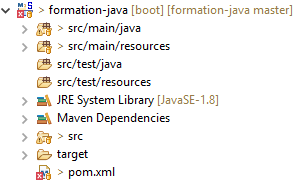 > formation-java [boot] [formation-java master]
> src/main/java
> src/main/resources
src/test/java
src/test/resources
JRE System Library [JavaSE-1.8]
Maven Dependencies
> src
target
> pom.xml